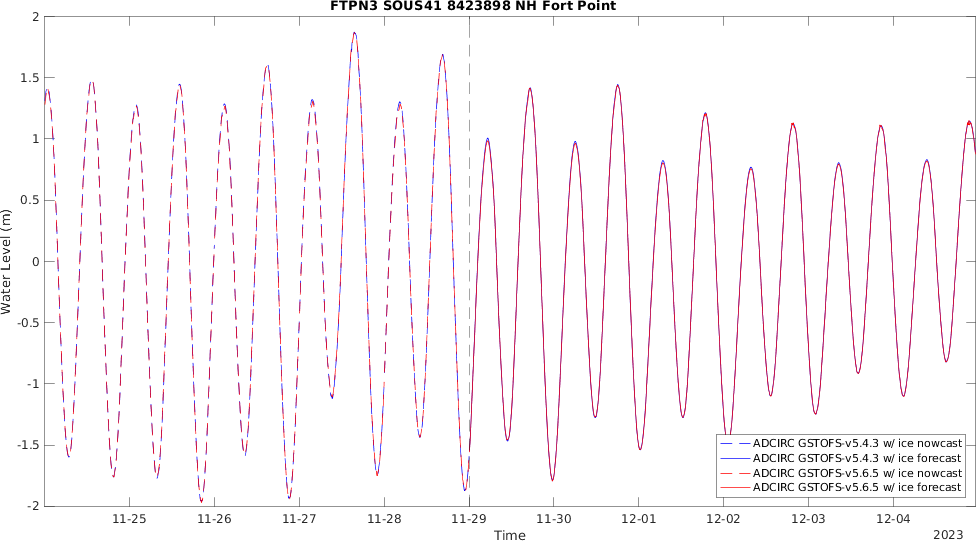 FTPN3 SOUS41 8423898 NH Fort Point
2
1.5
1
0.5
0
-0.5
-1
-1.5
-2
Water Level (m)
ADCIRC GSTOFS-v5.4.3 w/ ice nowcast
ADCIRC GSTOFS-v5.4.3 w/ ice forecast
ADCIRC GSTOFS-v5.6.5 w/ ice nowcast
ADCIRC GSTOFS-v5.6.5 w/ ice forecast
11-25 11-26 11-27 11-28 11-29 11-30 12-01 12-02 12-03 12-04
Time
2023